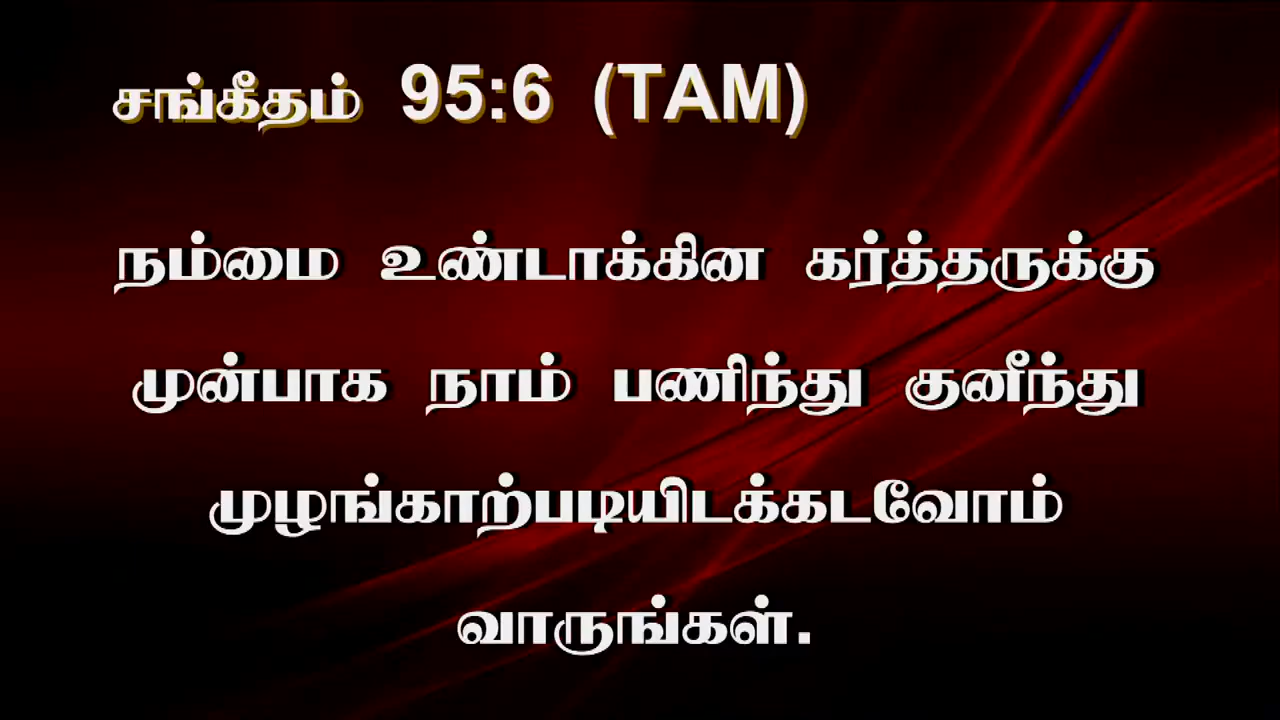 சங்கீதம் 95:6 (TAM)
நம்மை உண்டாக்கின கர்த்தருக்கு
முன்பாக நாம் பணிந்து குனீந்து
முழங்காற்படியிடக்கடவோம்
வாருங்கள்.